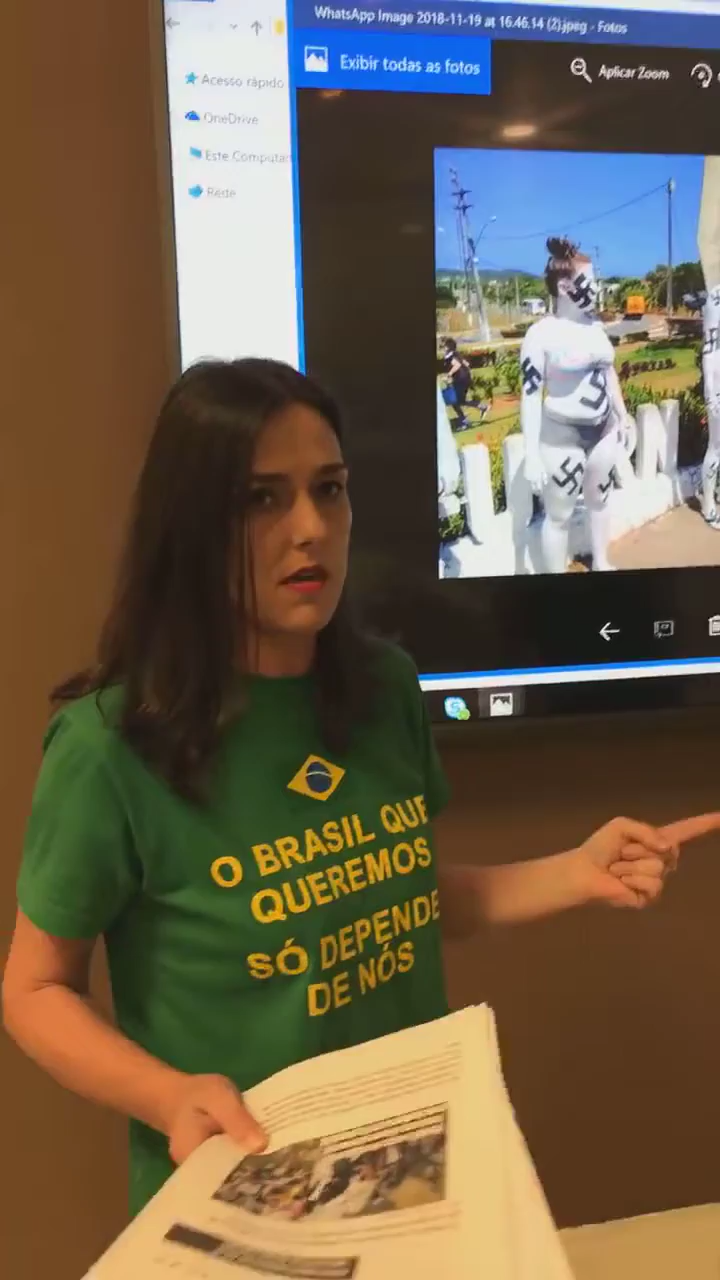 WhatsApp Image 2018-11-19 at 16.46.14 (2).jpeg - Fotos
Exibir todas as fotos
Aplicar Zoom
Acesso rápido
OneDrive
Este Computa
Rede
O BRASIL QUE
QUEREMOS
SÓ DEPENDE
DE NÓS